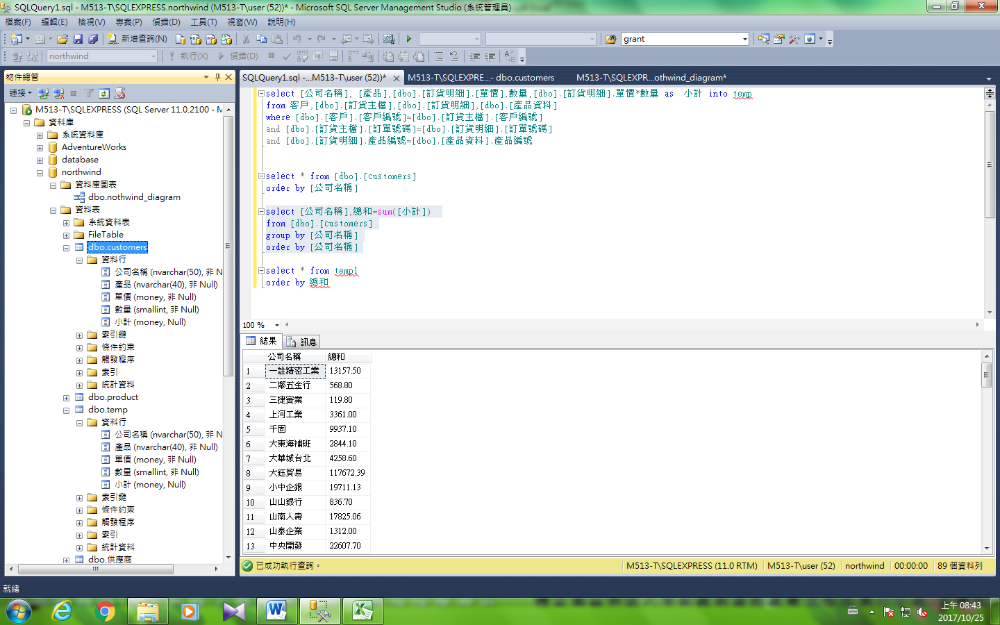 SQLQuery1.sql - M513-T\SQLEXPRESS.northwind (M513-T\user (52))* - Microsoft SQL Server Management Studio (系統管理員)
檔案(F) 編輯(E) 檢視(V) 專案(P) 偵錯(D) 工具(T) 視窗(W) 說明(H)
新增查詢(N) grant
northwind 執行(X) 偵錯(D)
物件總管
連接
M513-T\SQLEXPRESS (SQL Server 11.0.2100 - M
資料庫
系統資料庫
AdventureWorks
database
northwind
資料庫圖表
dbo.nothwind_diagram
資料表
系統資料表
FileTable
dbo.customers
資料行
公司名稱 (nvarchar(50), 非 N
產品 (nvarchar(40), 非 Null)
單價 (money, 非 Null)
數量 (smallint, 非 Null)
小計 (money, Null)
索引鍵
條件約束
觸發程序
索引
統計資料
dbo.product
dbo.temp
資料行
公司名稱 (nvarchar(50), 非 N
產品 (nvarchar(40), 非 Null)
單價 (money, 非 Null)
數量 (smallint, 非 Null)
小計 (money, Null)
索引鍵
條件約束
觸發程序
索引
統計資料
dbo.供應商
SQLQuery1.sql -...M513-T\user (52))* M513-T\SQLEXPRE...- dbo.customers M513-T\SQLEXPR...othwind_diagram*
select [公司名稱], [產品],[dbo].[訂貨明細].[單價],數量,[dbo].[訂貨明細].單價*數量 as 小計 into temp
from 客戶,[dbo].[訂貨主檔],[dbo].[訂貨明細],[dbo].[產品資料]
where [dbo].[客戶].[客戶編號]=[dbo].[訂貨主檔].[客戶編號]
and [dbo].[訂貨主檔].[訂單號碼]=[dbo].[訂貨明細].[訂單號碼]
and [dbo].[訂貨明細].產品編號=[dbo].[產品資料].產品編號
select * from [dbo].[customers]
order by [公司名稱]
select [公司名稱],總和=sum([小計])
from [dbo].[customers]
group by [公司名稱]
order by [公司名稱]
select * from temp1
order by 總和
100 %
結果 訊息
公司名稱 總和
1 一詮精密工業 13157.50
2 二鄰五金行 568.80
3 三捷實業 119.80
4 上河工業 3361.00
5 千固 9937.10
6 大東海補班 2844.10
7 大華城台北 4258.60
8 大鈺貿易 117672.39
9 小中企銀 19711.13
10 山山銀行 836.70
11 山南人壽 17825.06
12 山泰企業 1312.00
13 中央開發 22607.70
已成功執行查詢。 M513-T\SQLEXPRESS (11.0 RTM) M513-T\user (52) northwind 00:00:00 89 個資料列
就緒
上午 08:43
2017/10/25